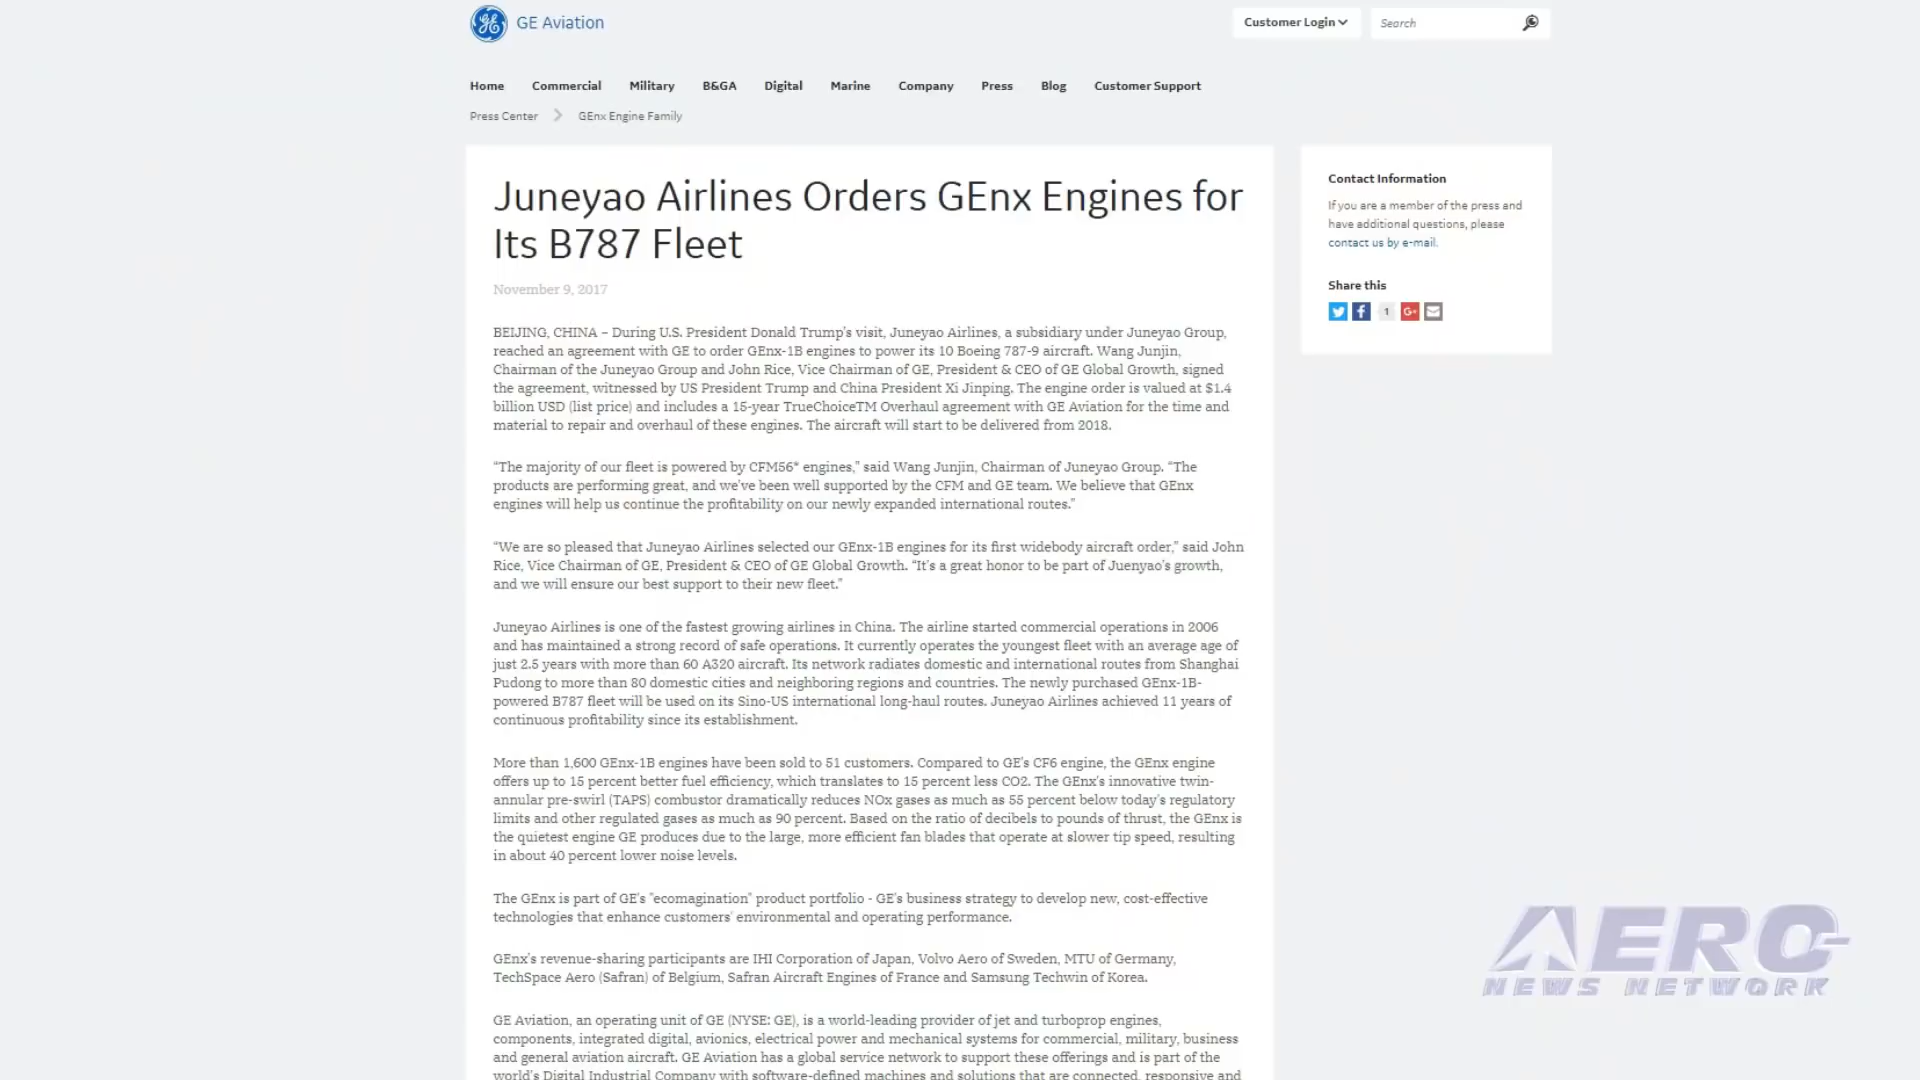 GE Aviation
Customer Login
Search
Home Commercial Military B&GA Digital Marine Company Press Blog Customer Support
Press Center GEnx Engine Family
Juneyao Airlines Orders GEnx Engines for
Its B787 Fleet
November 9, 2017
BEIJING, CHINA – During U.S. President Donald Trump's visit, Juneyao Airlines, a subsidiary under Juneyao Group,
reached an agreement with GE to order GEnx-1B engines to power its 10 Boeing 787-9 aircraft. Wang Junjin,
Chairman of the Juneyao Group and John Rice, Vice Chairman of GE, President & CEO of GE Global Growth, signed
the agreement, witnessed by US President Trump and China President Xi Jinping. The engine order is valued at $1.4
billion USD (list price) and includes a 15-year TrueChoiceTM Overhaul agreement with GE Aviation for the time and
material to repair and overhaul of these engines. The aircraft will start to be delivered from 2018.
“The majority of our fleet is powered by CFM56* engines,” said Wang Junjin, Chairman of Juneyao Group. “The
products are performing great, and we've been well supported by the CFM and GE team. We believe that GEnx
engines will help us continue the profitability on our newly expanded international routes.”
“We are so pleased that Juneyao Airlines selected our GEnx-1B engines for its first widebody aircraft order,” said John
Rice, Vice Chairman of GE, President & CEO of GE Global Growth. “It's a great honor to be part of Juenyao's growth,
and we will ensure our best support to their new fleet.”
Juneyao Airlines is one of the fastest growing airlines in China. The airline started commercial operations in 2006
and has maintained a strong record of safe operations. It currently operates the youngest fleet with an average age of
just 2.5 years with more than 60 A320 aircraft. Its network radiates domestic and international routes from Shanghai
Pudong to more than 80 domestic cities and neighboring regions and countries. The newly purchased GEnx-1B-
powered B787 fleet will be used on its Sino-US international long-haul routes. Juneyao Airlines achieved 11 years of
continuous profitability since its establishment.
More than 1,600 GEnx-1B engines have been sold to 51 customers. Compared to GE's CF6 engine, the GEnx engine
offers up to 15 percent better fuel efficiency, which translates to 15 percent less CO2. The GEnx's innovative twin-
annular pre-swirl (TAPS) combustor dramatically reduces NOx gases as much as 55 percent below today's regulatory
limits and other regulated gases as much as 90 percent. Based on the ratio of decibels to pounds of thrust, the GEnx is
the quietest engine GE produces due to the large, more efficient fan blades that operate at slower tip speed, resulting
in about 40 percent lower noise levels.
The GEnx is part of GE's "ecomagination" product portfolio - GE's business strategy to develop new, cost-effective
technologies that enhance customers' environmental and operating performance.
GEnx's revenue-sharing participants are IHI Corporation of Japan, Volvo Aero of Sweden, MTU of Germany,
TechSpace Aero (Safran) of Belgium, Safran Aircraft Engines of France and Samsung Techwin of Korea.
GE Aviation, an operating unit of GE (NYSE: GE), is a world-leading provider of jet and turboprop engines,
components, integrated digital, avionics, electrical power and mechanical systems for commercial, military, business
and general aviation aircraft. GE Aviation has a global service network to support these offerings and is part of the
world's Digital Industrial Company with software-defined machines and solutions that are connected, responsive and
Contact Information
If you are a member of the press and
have additional questions, please
contact us by e-mail.
Share this
1
G+
AERO
NEWS NETWORK